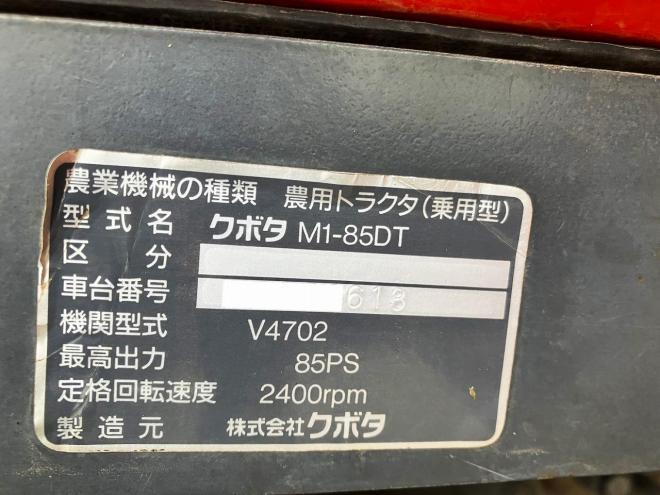 農業機械の種類 農用トラクタ(乗用型)
型式名 クボタ M1-85DT
区分
車台番号 618
機関型式 V4702
最高出力 85PS
定格回転速度 2400rpm
製造元 株式会社クボタ